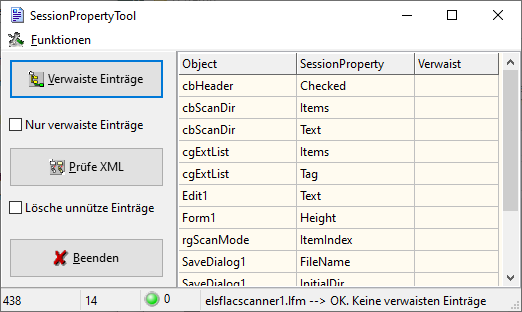 SessionPropertyTool
Funktionen
Verwaiste Einträge
Nur verwaiste Einträge
Prüfe XML
Lösche unnütze Einträge
Beenden
Object SessionProperty Verwaist
cbHeader Checked
cbScanDir Items
cbScanDir Text
cgExtList Items
cgExtList Tag
Edit1 Text
Form1 Height
rgScanMode ItemIndex
SaveDialog1 FileName
SaveDialog1 InitialDir
438 14 0 elsflacscanner1.lfm --> OK. Keine verwaisten Einträge